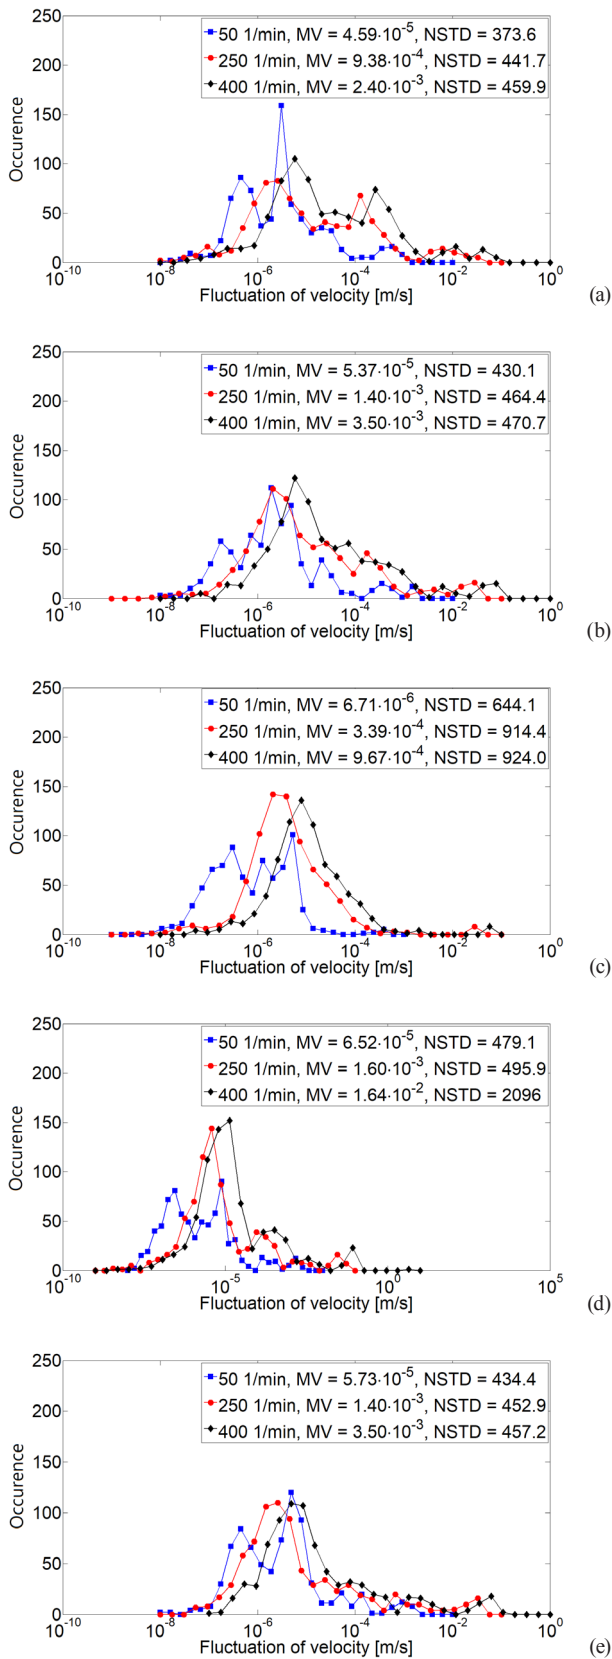 250
200
150
100
50
0
Occurence
50 1/min, MV = 4.59·10⁻⁵, NSTD = 373.6
250 1/min, MV = 9.38·10⁻⁴, NSTD = 441.7
400 1/min, MV = 2.40·10⁻³, NSTD = 459.9
10⁻¹⁰ 10⁻⁸ 10⁻⁶ 10⁻⁴ 10⁻² 10⁰
Fluctuation of velocity [m/s]
(a)
250
200
150
100
50
0
Occurence
50 1/min, MV = 5.37·10⁻⁵, NSTD = 430.1
250 1/min, MV = 1.40·10⁻³, NSTD = 464.4
400 1/min, MV = 3.50·10⁻³, NSTD = 470.7
10⁻¹⁰ 10⁻⁸ 10⁻⁶ 10⁻⁴ 10⁻² 10⁰
Fluctuation of velocity [m/s]
(b)
250
200
150
100
50
0
Occurence
50 1/min, MV = 6.71·10⁻⁶, NSTD = 644.1
250 1/min, MV = 3.39·10⁻⁴, NSTD = 914.4
400 1/min, MV = 9.67·10⁻⁴, NSTD = 924.0
10⁻¹⁰ 10⁻⁸ 10⁻⁶ 10⁻⁴ 10⁻² 10⁰
Fluctuation of velocity [m/s]
(c)
250
200
150
100
50
0
Occurence
50 1/min, MV = 6.52·10⁻⁵, NSTD = 479.1
250 1/min, MV = 1.60·10⁻³, NSTD = 495.9
400 1/min, MV = 1.64·10⁻², NSTD = 2096
10⁻¹⁰ 10⁻⁵ 10⁰ 10⁵
Fluctuation of velocity [m/s]
(d)
250
200
150
100
50
0
Occurence
50 1/min, MV = 5.73·10⁻⁵, NSTD = 434.4
250 1/min, MV = 1.40·10⁻³, NSTD = 452.9
400 1/min, MV = 3.50·10⁻³, NSTD = 457.2
10⁻¹⁰ 10⁻⁸ 10⁻⁶ 10⁻⁴ 10⁻² 10⁰
Fluctuation of velocity [m/s]
(e)